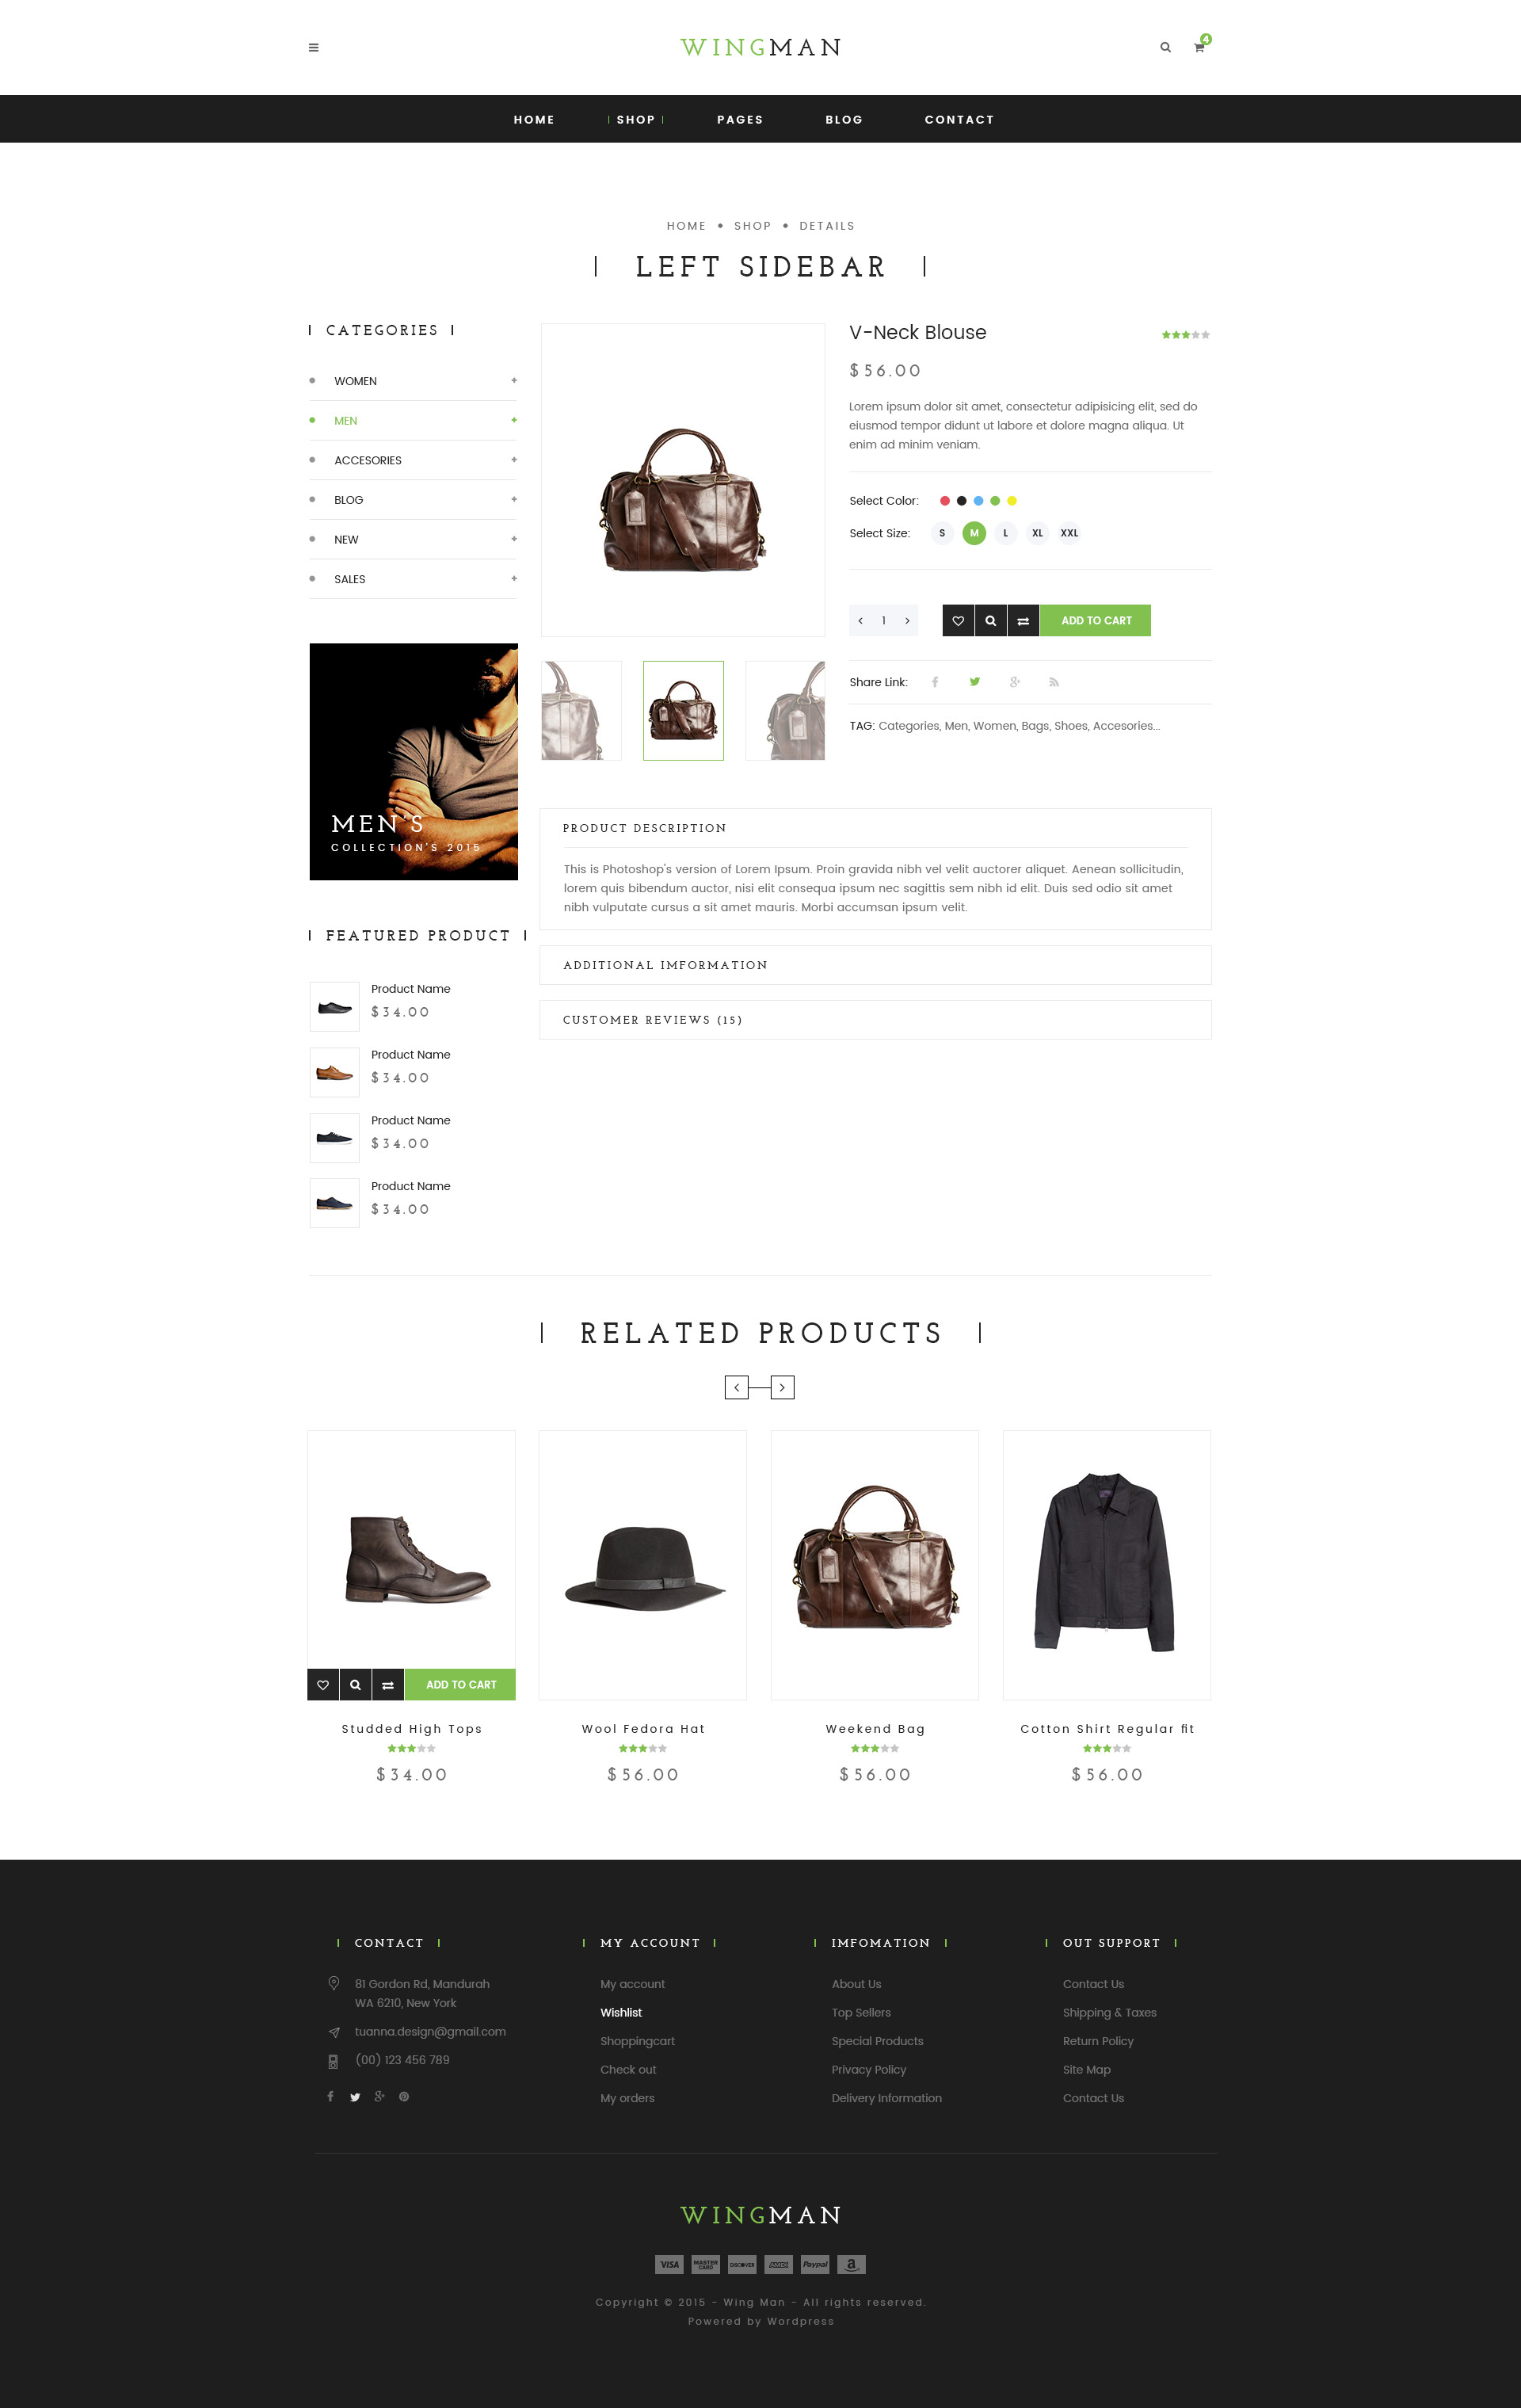 WINGMAN
4
HOME SHOP PAGES BLOG CONTACT
HOME • SHOP • DETAILS
LEFT SIDEBAR
CATEGORIES
WOMEN +
MEN +
ACCESORIES +
BLOG +
NEW +
SALES +
MEN'S
COLLECTION'S 2015
FEATURED PRODUCT
Product Name
$34.00
Product Name
$34.00
Product Name
$34.00
Product Name
$34.00
V-Neck Blouse
$56.00
Lorem ipsum dolor sit amet, consectetur adipisicing elit, sed do
eiusmod tempor didunt ut labore et dolore magna aliqua. Ut
enim ad minim veniam.
Select Color:
Select Size: S M L XL XXL
1 ADD TO CART
Share Link:
TAG: Categories, Men, Women, Bags, Shoes, Accesories...
PRODUCT DESCRIPTION
This is Photoshop's version of Lorem Ipsum. Proin gravida nibh vel velit auctorer aliquet. Aenean sollicitudin,
lorem quis bibendum auctor, nisi elit consequa ipsum nec sagittis sem nibh id elit. Duis sed odio sit amet
nibh vulputate cursus a sit amet mauris. Morbi accumsan ipsum velit.
ADDITIONAL IMFORMATION
CUSTOMER REVIEWS (15)
RELATED PRODUCTS
ADD TO CART
Studded High Tops
$34.00
Wool Fedora Hat
$56.00
Weekend Bag
$56.00
Cotton Shirt Regular fit
$56.00
CONTACT
81 Gordon Rd, Mandurah
WA 6210, New York
tuanna.design@gmail.com
(00) 123 456 789
MY ACCOUNT
My account
Wishlist
Shoppingcart
Check out
My orders
IMFOMATION
About Us
Top Sellers
Special Products
Privacy Policy
Delivery Information
OUT SUPPORT
Contact Us
Shipping & Taxes
Return Policy
Site Map
Contact Us
WINGMAN
VISA MASTER CARD DISCOVER AMEX Paypal a
Copyright © 2015 - Wing Man - All rights reserved.
Powered by Wordpress